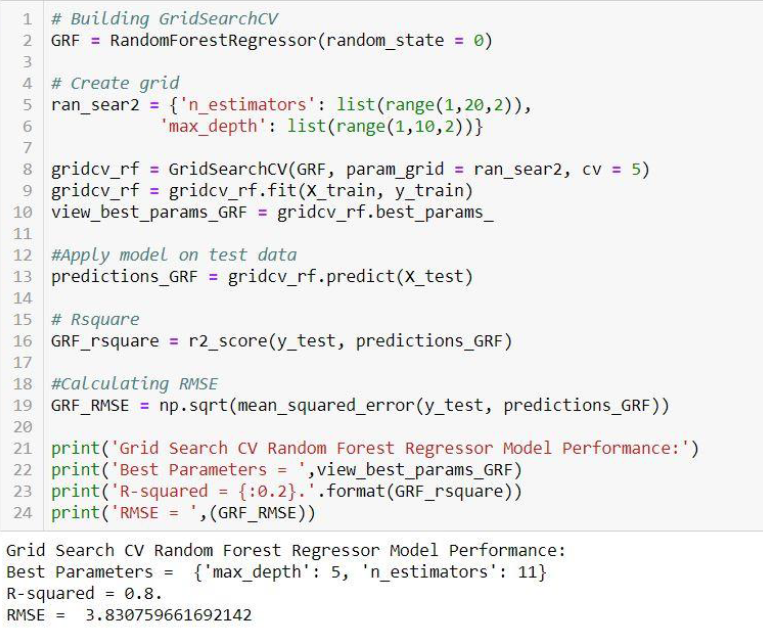 1 # Building GridSearchCV
2 GRF = RandomForestRegressor(random_state = 0)
3
4 # Create grid
5 ran_sear2 = {'n_estimators': list(range(1,20,2)),
6            'max_depth': list(range(1,10,2))}
7
8 gridcv_rf = GridSearchCV(GRF, param_grid = ran_sear2, cv = 5)
9 gridcv_rf = gridcv_rf.fit(X_train, y_train)
10 view_best_params_GRF = gridcv_rf.best_params_
11
12 #Apply model on test data
13 predictions_GRF = gridcv_rf.predict(X_test)
14
15 # Rsquare
16 GRF_rsquare = r2_score(y_test, predictions_GRF)
17
18 #Calculating RMSE
19 GRF_RMSE = np.sqrt(mean_squared_error(y_test, predictions_GRF))
20
21 print('Grid Search CV Random Forest Regressor Model Performance:')
22 print('Best Parameters = ',view_best_params_GRF)
23 print('R-squared = {:0.2}.'.format(GRF_rsquare))
24 print('RMSE = ',(GRF_RMSE))
Grid Search CV Random Forest Regressor Model Performance:
Best Parameters =  {'max_depth': 5, 'n_estimators': 11}
R-squared = 0.8.
RMSE =  3.830759661692142